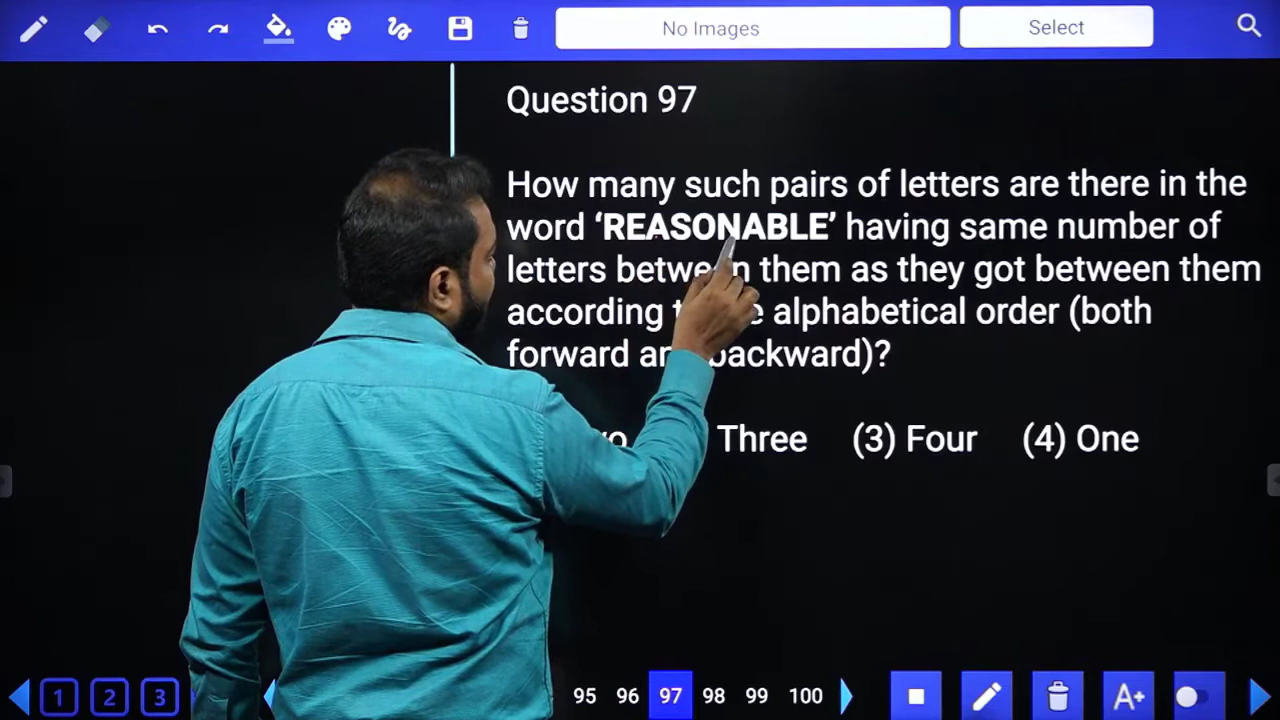 No Images
Select
Question 97
How many such pairs of letters are there in the
word ‘REASONABLE’ having same number of
letters between them as they got between them
according alphabetical order (both
forward backward)?
Three (3) Four (4) One
1 2 3 95 96 97 98 99 100 A+